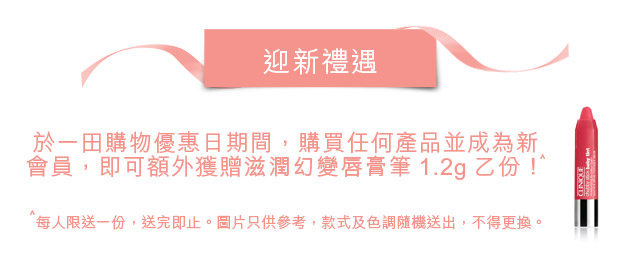 迎新禮遇
於一田購物優惠日期間，購買任何產品並成為新
會員，即可額外獲贈滋潤幻變唇膏筆 1.2g 乙份！^
^每人限送一份，送完即止。圖片只供參考，款式及色調隨機送出，不得更換。
CLINIQUE